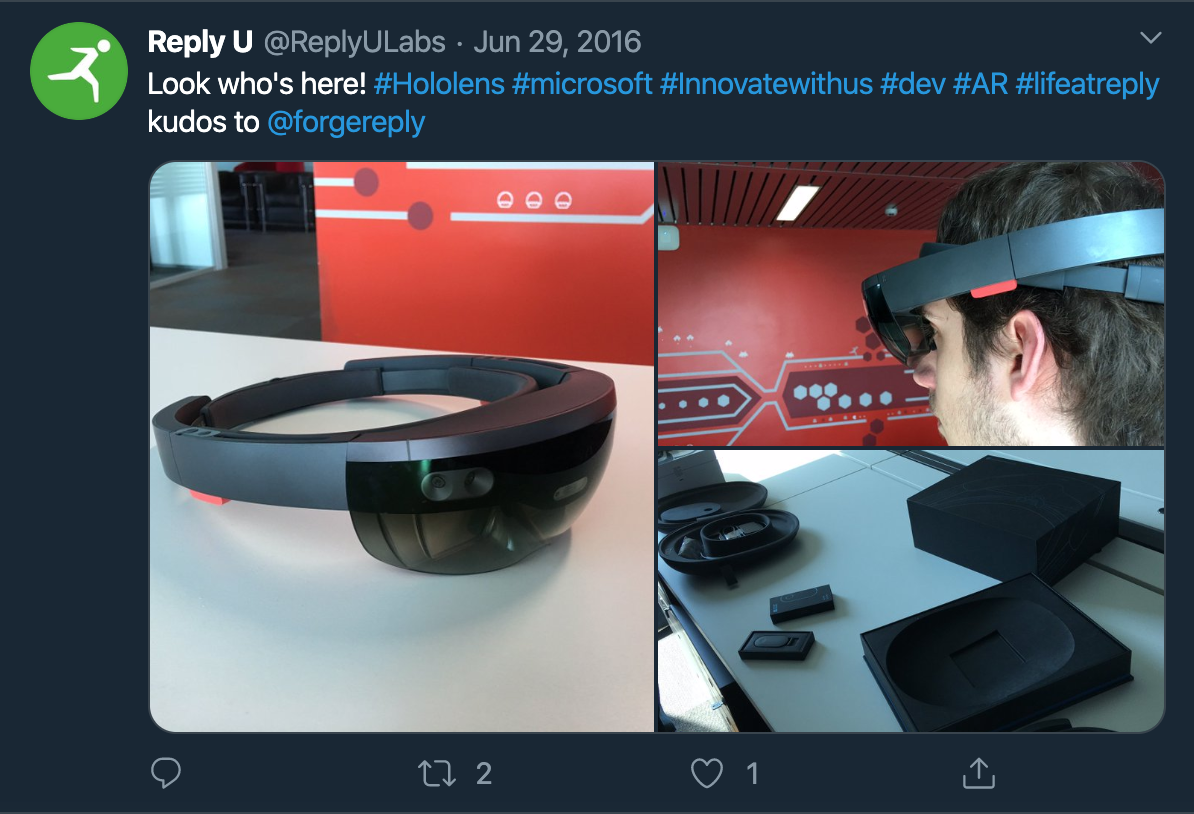 Reply U @ReplyULabs · Jun 29, 2016
Look who's here! #Hololens #microsoft #Innovatewithus #dev #AR #lifeatreply
kudos to @forgereply
2 1